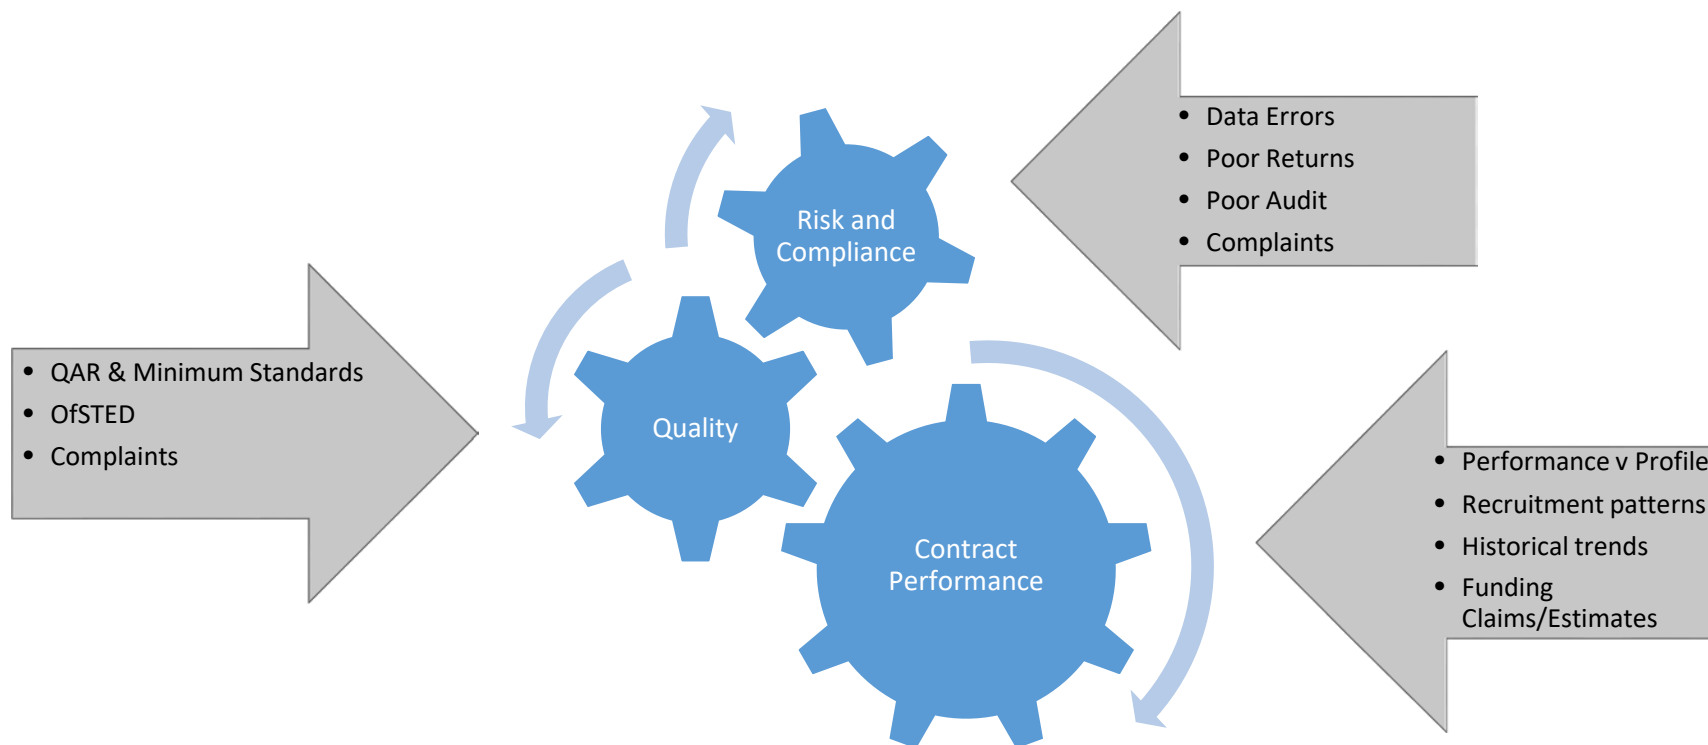 Risk and
Compliance
• Data Errors
• Poor Returns
• Poor Audit
• Complaints
• QAR & Minimum Standards
• OfSTED
• Complaints
Quality
Contract
Performance
• Performance v Profile
• Recruitment patterns
• Historical trends
• Funding
Claims/Estimates